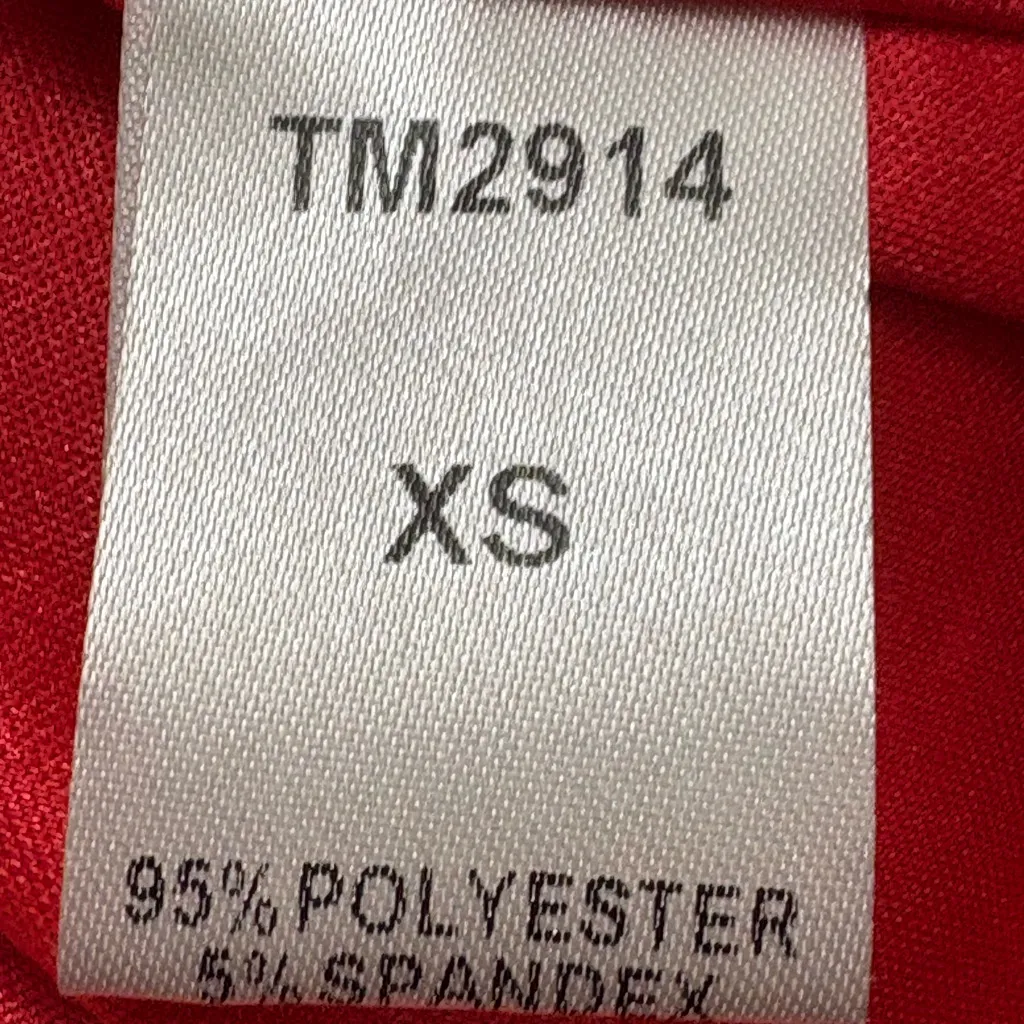 TM2914
XS
95% POLYESTER
5% SPANDEX